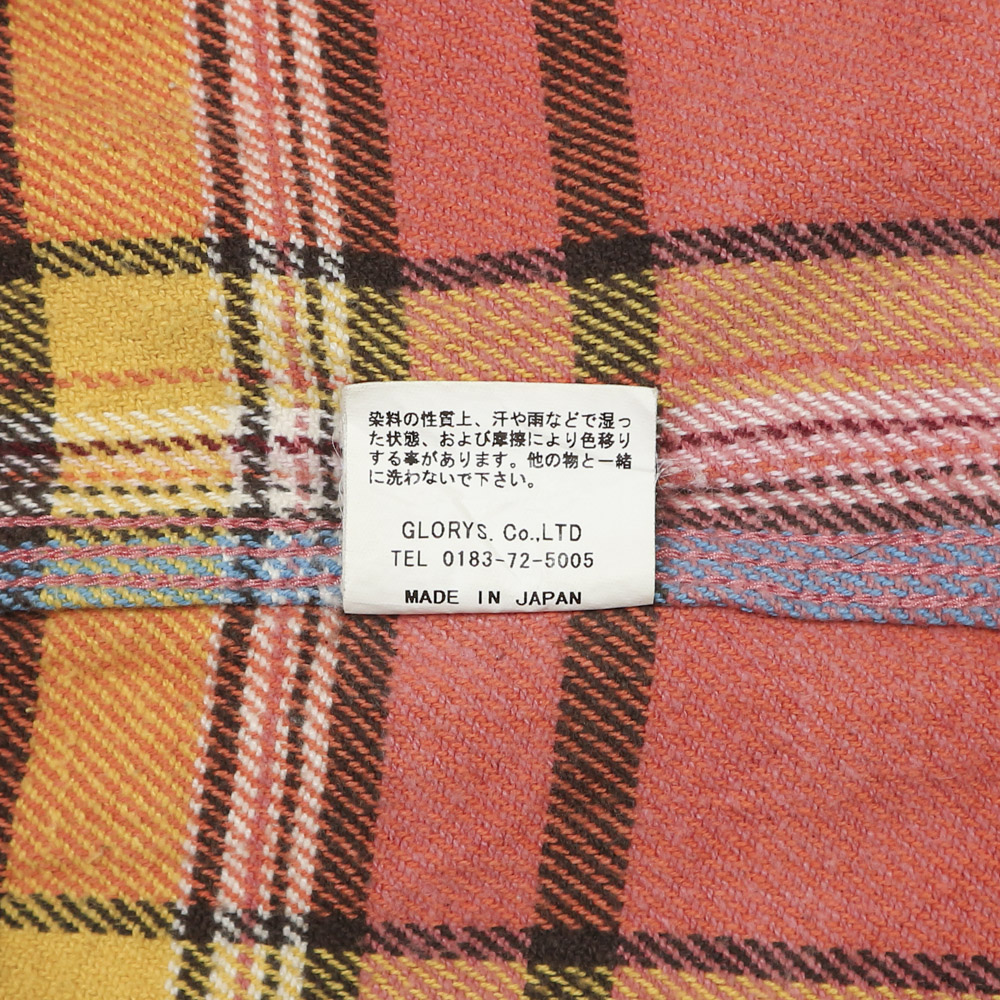 染料の性質上、汗や雨などで湿っ
た状態、および摩擦により色移り
する事があります。他の物と一緒
に洗わないで下さい。
GLORYS. Co.,LTD
TEL 0183-72-5005
MADE IN JAPAN